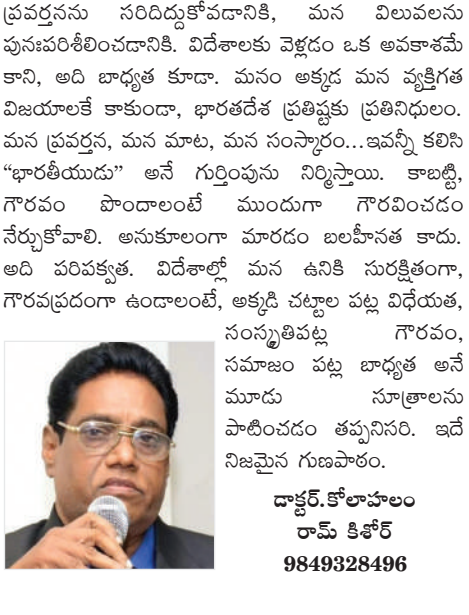 ప్రవర్తనను సరిదిద్దుకోవడానికి, మన విలువలను
పునఃపరిశీలించడానికి. విదేశాలకు వెళ్లడం ఒక అవకాశమే
కాని, అది బాధ్యత కూడా. మనం అక్కడ మన వ్యక్తిగత
విజయాలకే కాకుండా, భారతదేశ ప్రతిష్టకు ప్రతినిధులం.
మన ప్రవర్తన, మన మాట, మన సంస్కారం...ఇవన్నీ కలిసి
“భారతీయుడు” అనే గుర్తింపును నిర్మిస్తాయి. కాబట్టి,
గౌరవం పొందాలంటే ముందుగా గౌరవించడం
నేర్చుకోవాలి. అనుకూలంగా మారడం బలహీనత కాదు.
అది పరిపక్వత. విదేశాల్లో మన ఉనికి సురక్షితంగా,
గౌరవప్రదంగా ఉండాలంటే, అక్కడి చట్టాల పట్ల విధేయత,
సంస్కృతిపట్ల గౌరవం,
సమాజం పట్ల బాధ్యత అనే
మూడు సూత్రాలను
పాటించడం తప్పనిసరి. ఇదే
నిజమైన గుణపాఠం.
డాక్టర్.కోలాహలం
రామ్ కిశోర్
9849328496